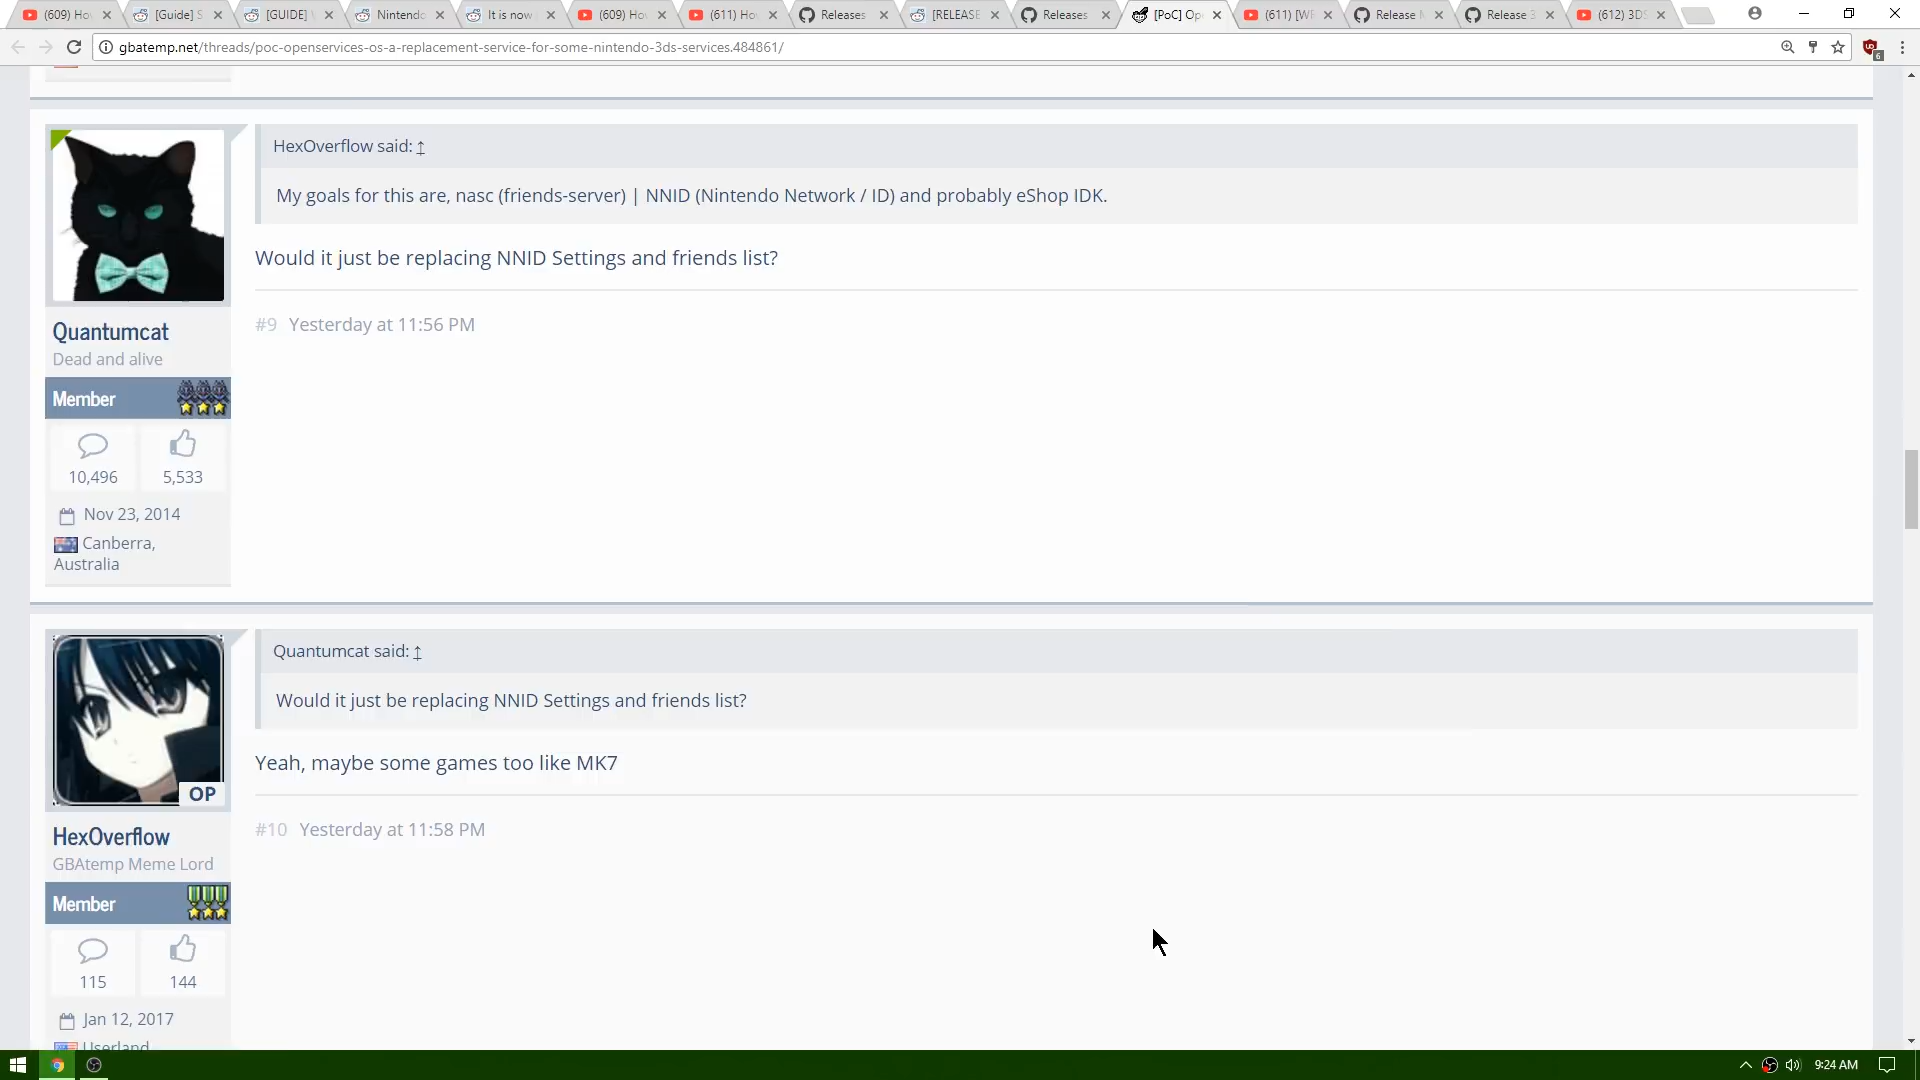 (609) Ho
[Guide] S
[GUIDE] \
Nintendo
It is now
(609) Ho
(611) Ho
Releases
[RELEASE
Releases
[PoC] Op
(611) [WI
Release
Release 3
(612) 3DS
gbatemp.net/threads/poc-openservices-os-a-replacement-service-for-some-nintendo-3ds-services.484861/
6
HexOverflow said: ↑
My goals for this are, nasc (friends-server) | NNID (Nintendo Network / ID) and probably eShop IDK.
Would it just be replacing NNID Settings and friends list?
#9 Yesterday at 11:56 PM
Quantumcat
Dead and alive
Member
10,496
5,533
Nov 23, 2014
Canberra,
Australia
Quantumcat said: ↑
Would it just be replacing NNID Settings and friends list?
Yeah, maybe some games too like MK7
#10 Yesterday at 11:58 PM
OP
HexOverflow
GBAtemp Meme Lord
Member
115
144
Jan 12, 2017
Userland
9:24 AM